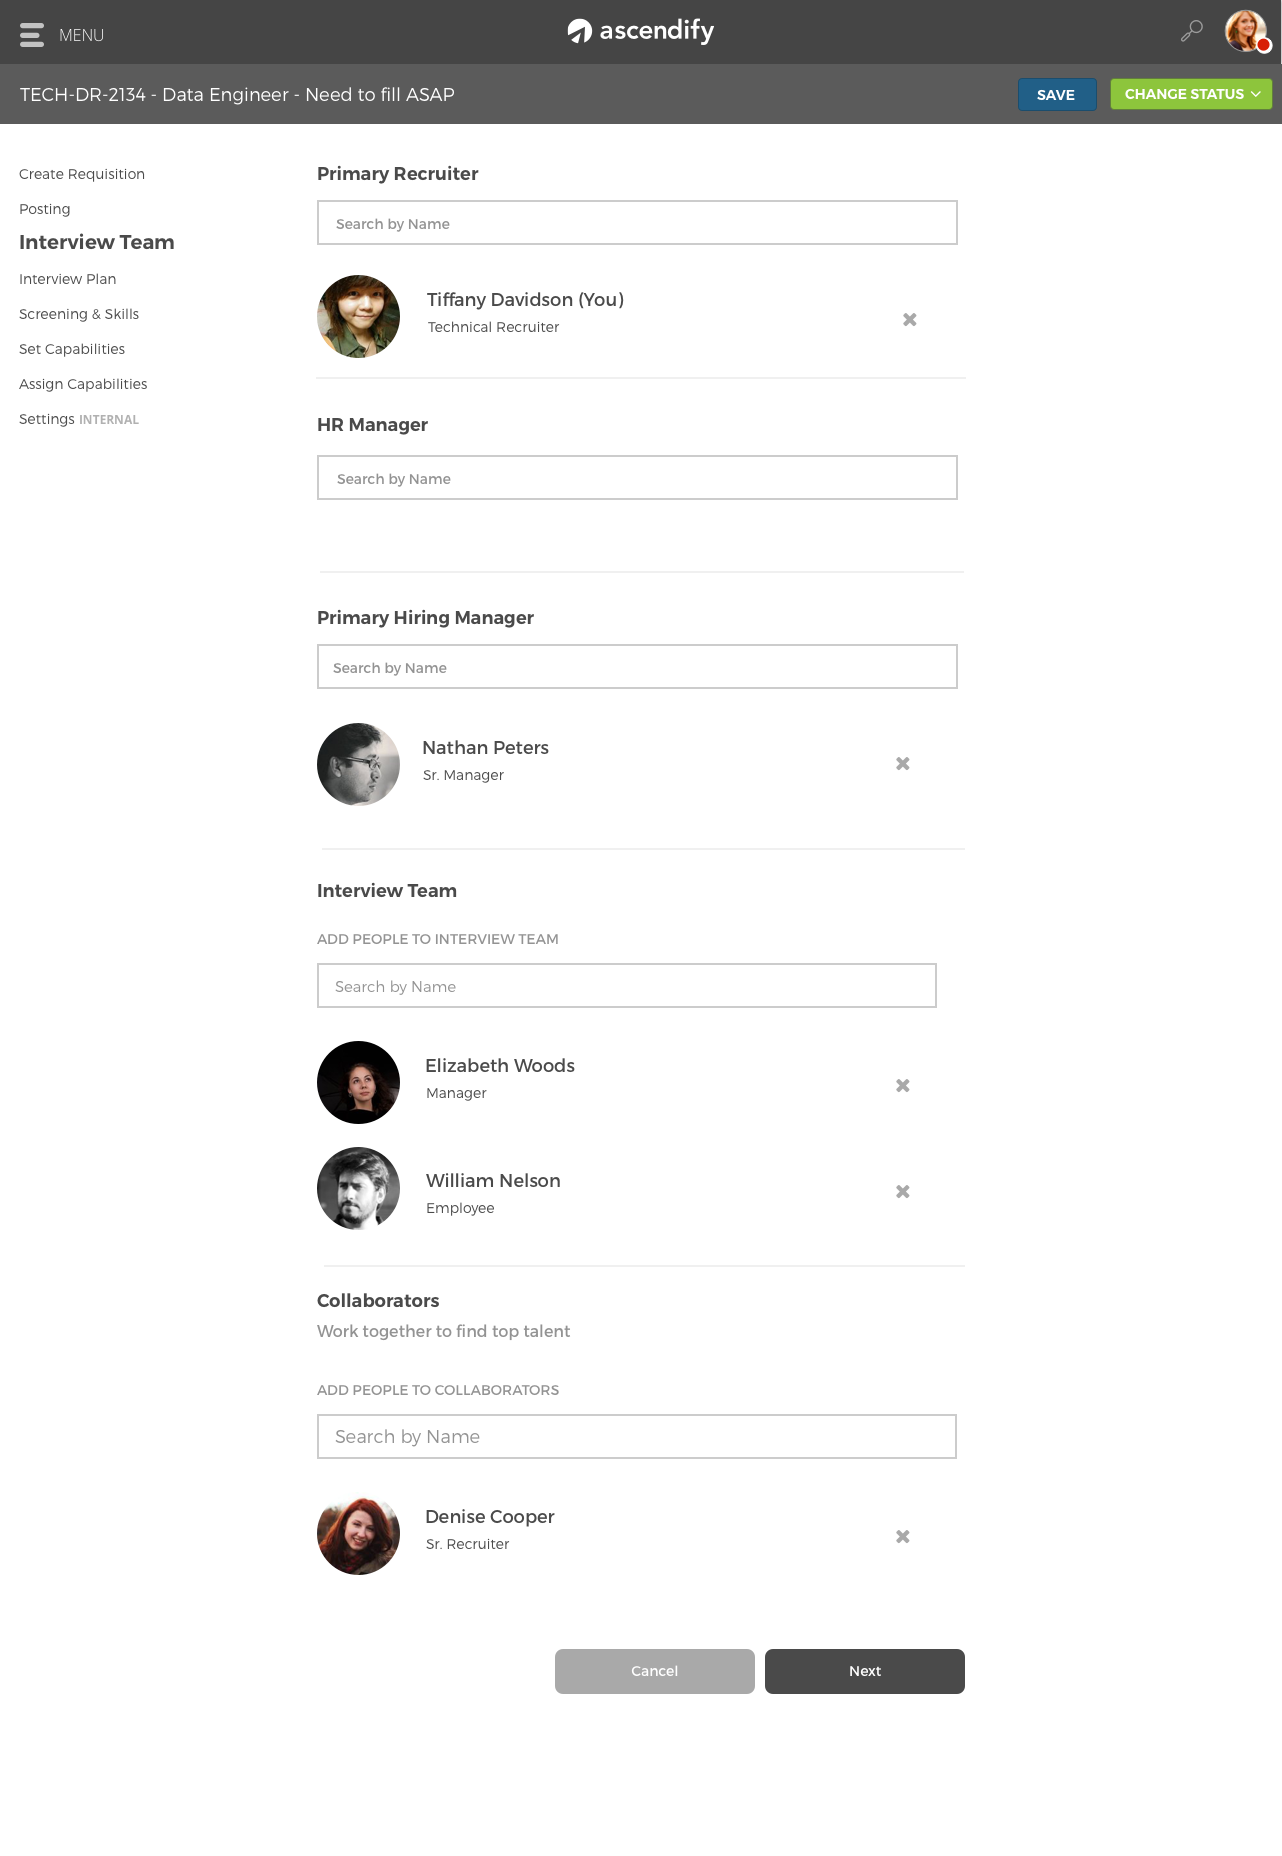 MENU
ascendify
TECH-DR-2134 - Data Engineer - Need to fill ASAP
SAVE
CHANGE STATUS
Create Requisition
Posting
Interview Team
Interview Plan
Screening & Skills
Set Capabilities
Assign Capabilities
Settings INTERNAL
Primary Recruiter
Search by Name
Tiffany Davidson (You)
Technical Recruiter
HR Manager
Search by Name
Primary Hiring Manager
Search by Name
Nathan Peters
Sr. Manager
Interview Team
ADD PEOPLE TO INTERVIEW TEAM
Search by Name
Elizabeth Woods
Manager
William Nelson
Employee
Collaborators
Work together to find top talent
ADD PEOPLE TO COLLABORATORS
Search by Name
Denise Cooper
Sr. Recruiter
Cancel
Next